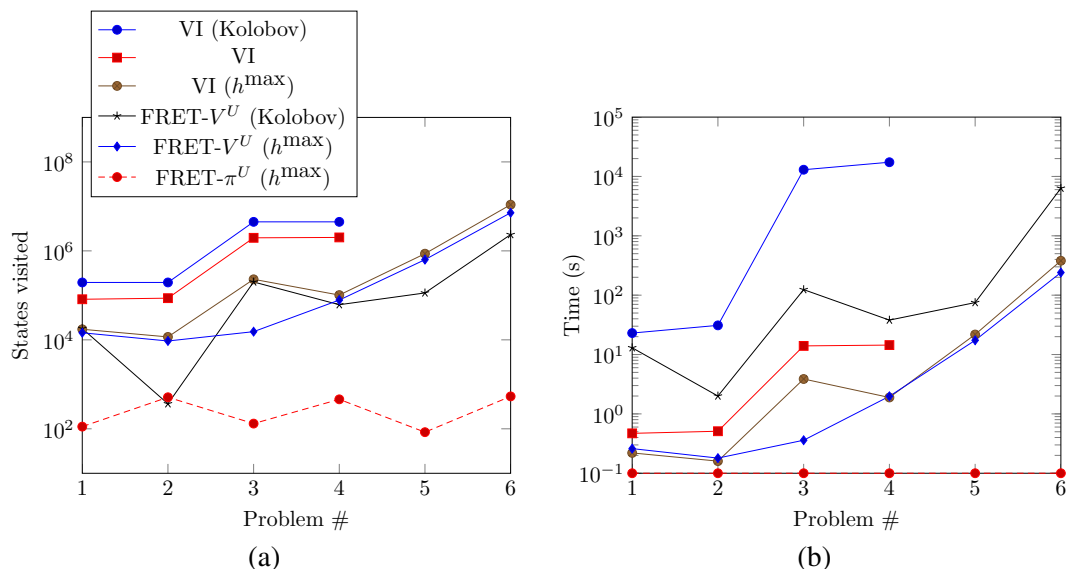 VI (Kolobov)
VI
VI (h^max)
FRET-V^U (Kolobov)
FRET-V^U (h^max)
FRET-π^U (h^max)
10^8
10^6
10^4
10^2
States visited
1 2 3 4 5 6
Problem #
(a)
10^5
10^4
10^3
10^2
10^1
10^0
10^−1
Time (s)
1 2 3 4 5 6
Problem #
(b)